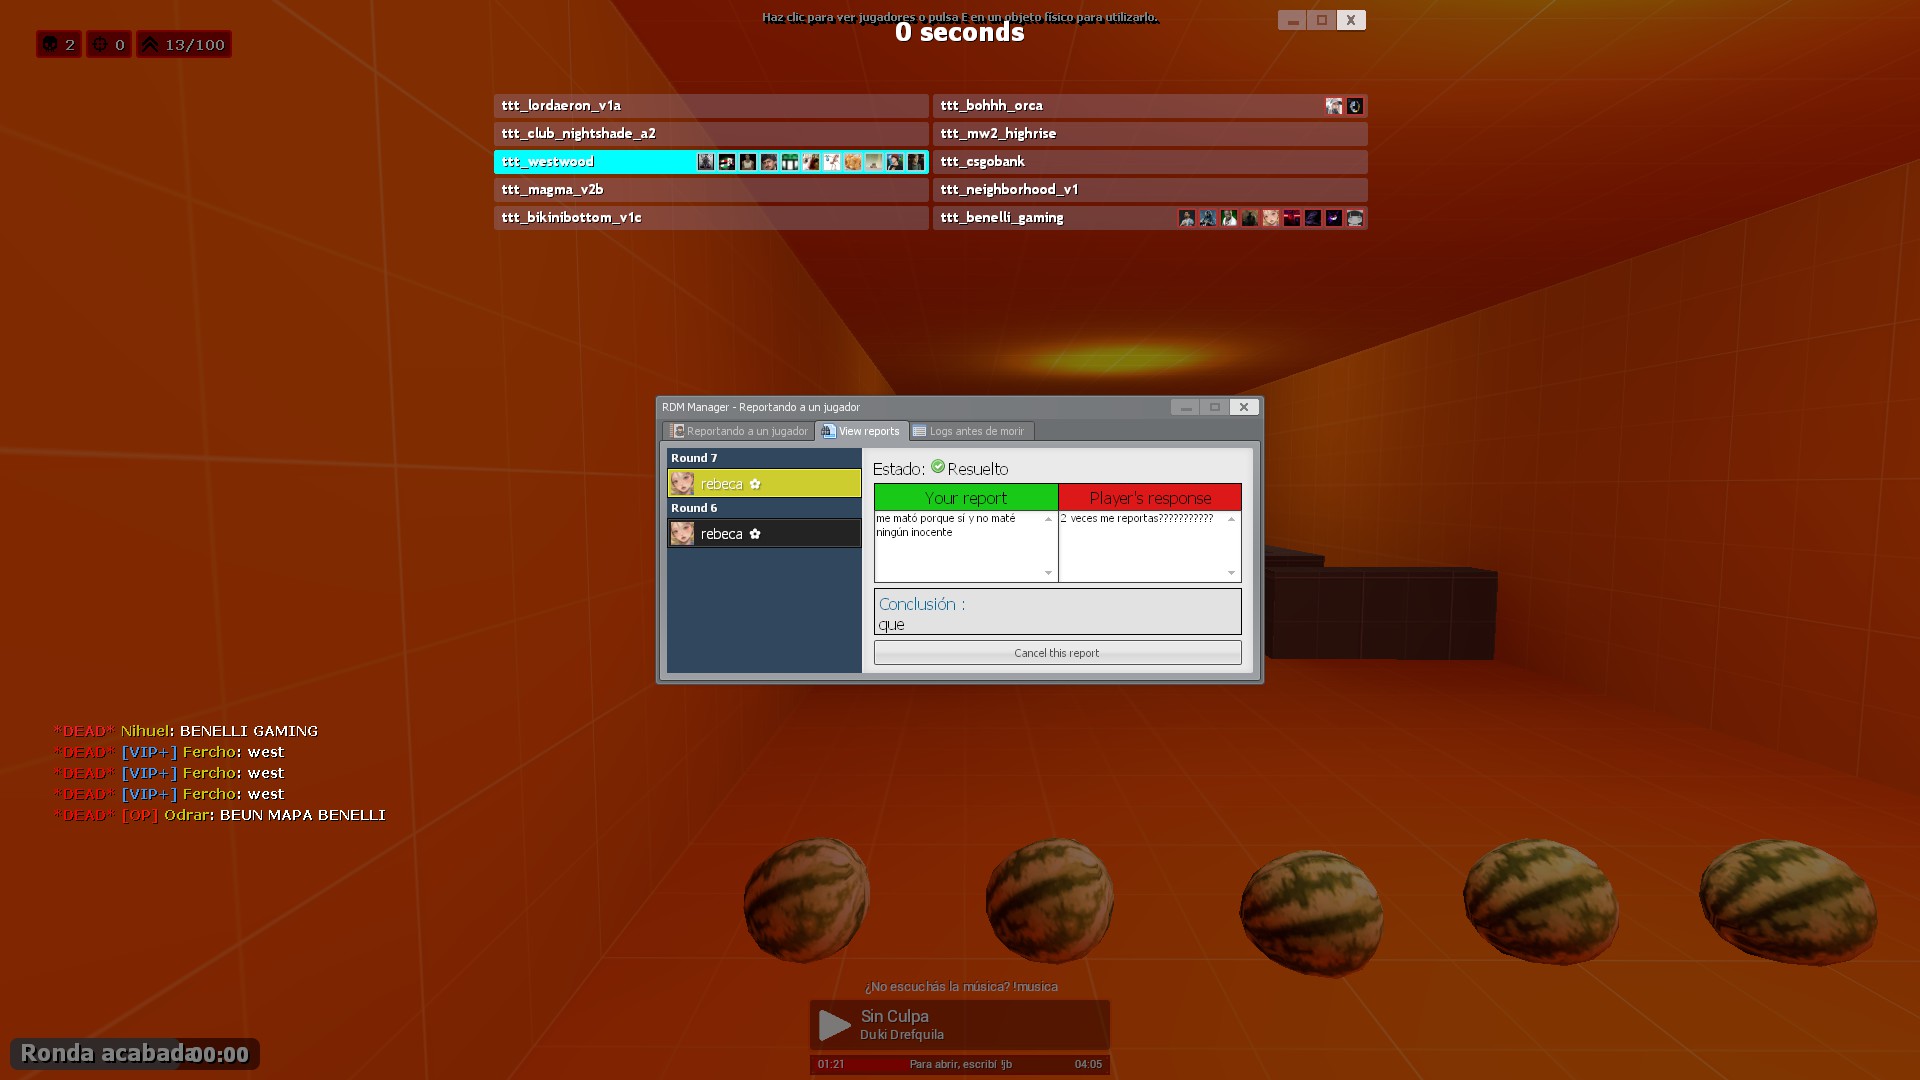 Haz clic para ver jugadores o pulsa E en un objeto físico para utilizarlo.
0 seconds
2
0
13/100
ttt_lordaeron_v1a
ttt_bohhh_orca
ttt_club_nightshade_a2
ttt_mw2_highrise
ttt_westwood
ttt_csgobank
ttt_magma_v2b
ttt_neighborhood_v1
ttt_bikinibottom_v1c
ttt_benelli_gaming
RDM Manager - Reportando a un jugador
Reportando a un jugador
View reports
Logs antes de morir
Round 7
rebeca ✿
Round 6
rebeca ✿
Estado: Resuelto
Your report
Player's response
me mató porque sí y no maté
ningún inocente
2 veces me reportas???????????
Conclusión :
que
Cancel this report
*DEAD* Nihuel: BENELLI GAMING
*DEAD* [VIP+] Fercho: west
*DEAD* [VIP+] Fercho: west
*DEAD* [VIP+] Fercho: west
*DEAD* [OP] Odrar: BEUN MAPA BENELLI
¿No escuchás la música? !musica
Sin Culpa
Duki Drefquila
01:21
Para abrir, escribí !jb
04:05
Ronda acabada
00:00